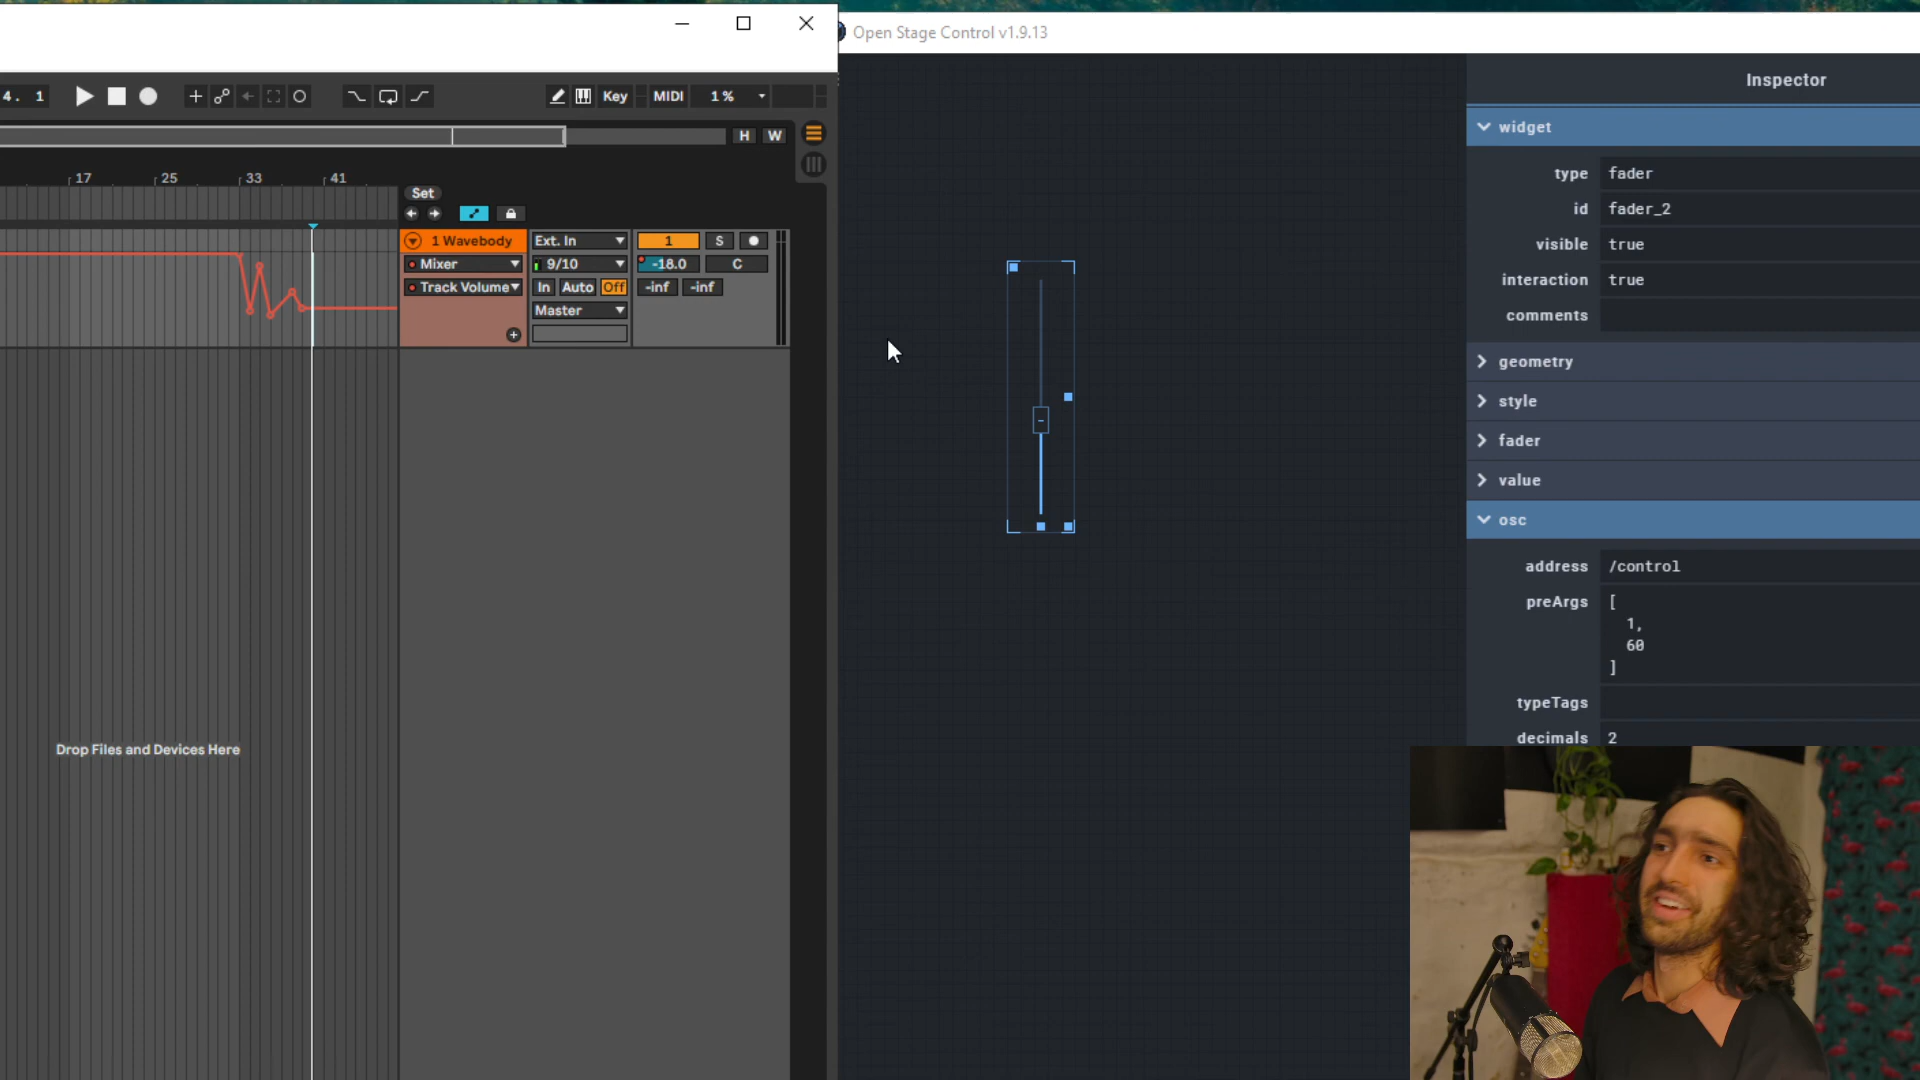 Open Stage Control v1.9.13
4. 1
Key
MIDI
1 %
H
W
17
25
33
41
Set
1 Wavebody
Ext. In
1
S
Mixer
9/10
-18.0
C
Track Volume
In
Auto
Off
-inf
-inf
Master
Drop Files and Devices Here
Inspector
widget
type
fader
id
fader_2
visible
true
interaction
true
comments
geometry
style
fader
value
osc
address
/control
preArgs
[
1,
60
]
typeTags
decimals
2